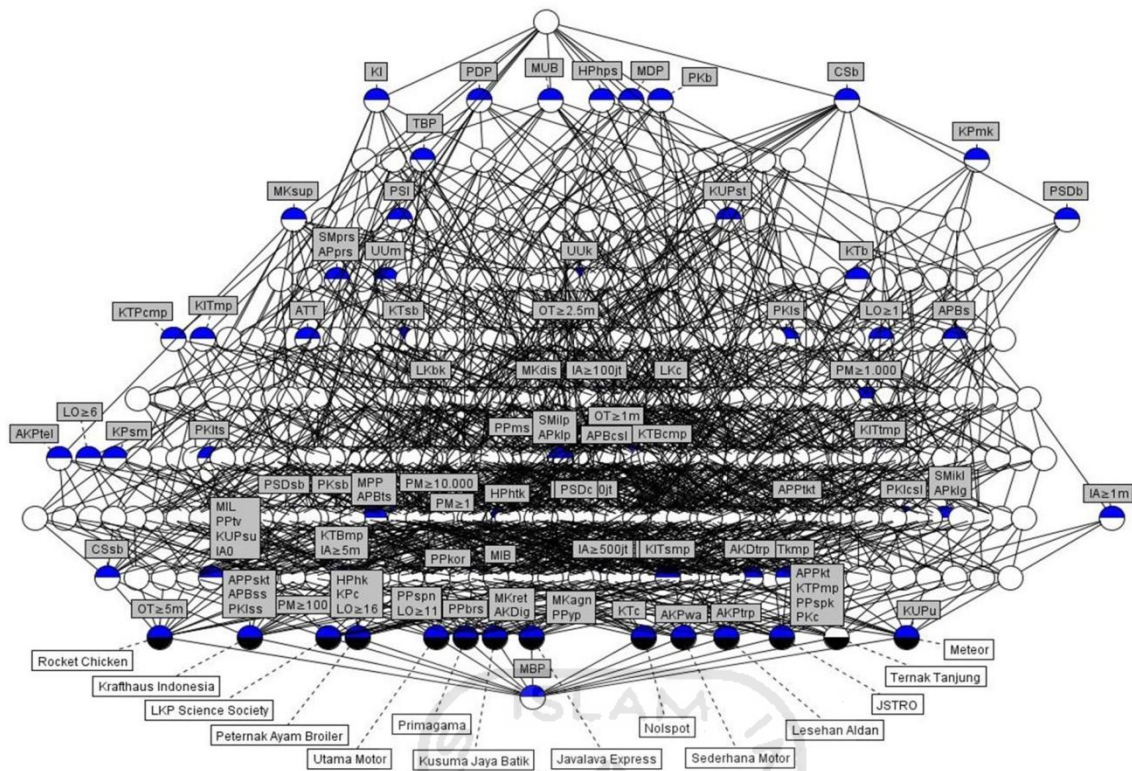 KI
PDP
MUB
HPhps
MDP
PKb
CSb
TBP
KPmk
MKsup
PSI
KUPst
PSDb
SMprs
APprs
UUm
UUk
KTb
KTPcmp
KITmp
ATT
KTsb
OT≥2.5m
PKIs
LO≥1
APBs
LKbk
MKdis
IA≥100jt
LKc
PM≥1.000
AKPtel
LO≥6
KPsm
PKIts
PPms
SMilp
APklp
OT≥1m
APBcsl
KTBcmp
KITtmp
PSDsb
PKsb
MPP
APBts
PM≥10.000
PM≥1
HPhtk
PSDc
0jt
APPtkt
PKIcsl
SMikl
APklg
IA≥1m
MIL
PPtv
KUPsu
IA0
CSsb
KTBmp
IA≥5m
PPkor
MIB
IA≥500jt
KITsmp
AKDtrp
Tkmp
OT≥5m
APPskt
APBss
PKIss
PM≥100
HPhk
KPc
LO≥16
PPspn
LO≥11
PPbrs
MKret
AKDig
MKagn
PPyp
KTc
AKPwa
AKPtrp
APPkt
KTPmp
PPspk
PKc
KUPu
MBP
Rocket Chicken
Krafthaus Indonesia
LKP Science Society
Peternak Ayam Broiler
Utama Motor
Primagama
Kusuma Jaya Batik
Javalava Express
Nolspot
Sederhana Motor
Lesehan Aldan
JSTRO
Ternak Tanjung
Meteor
ISLAM